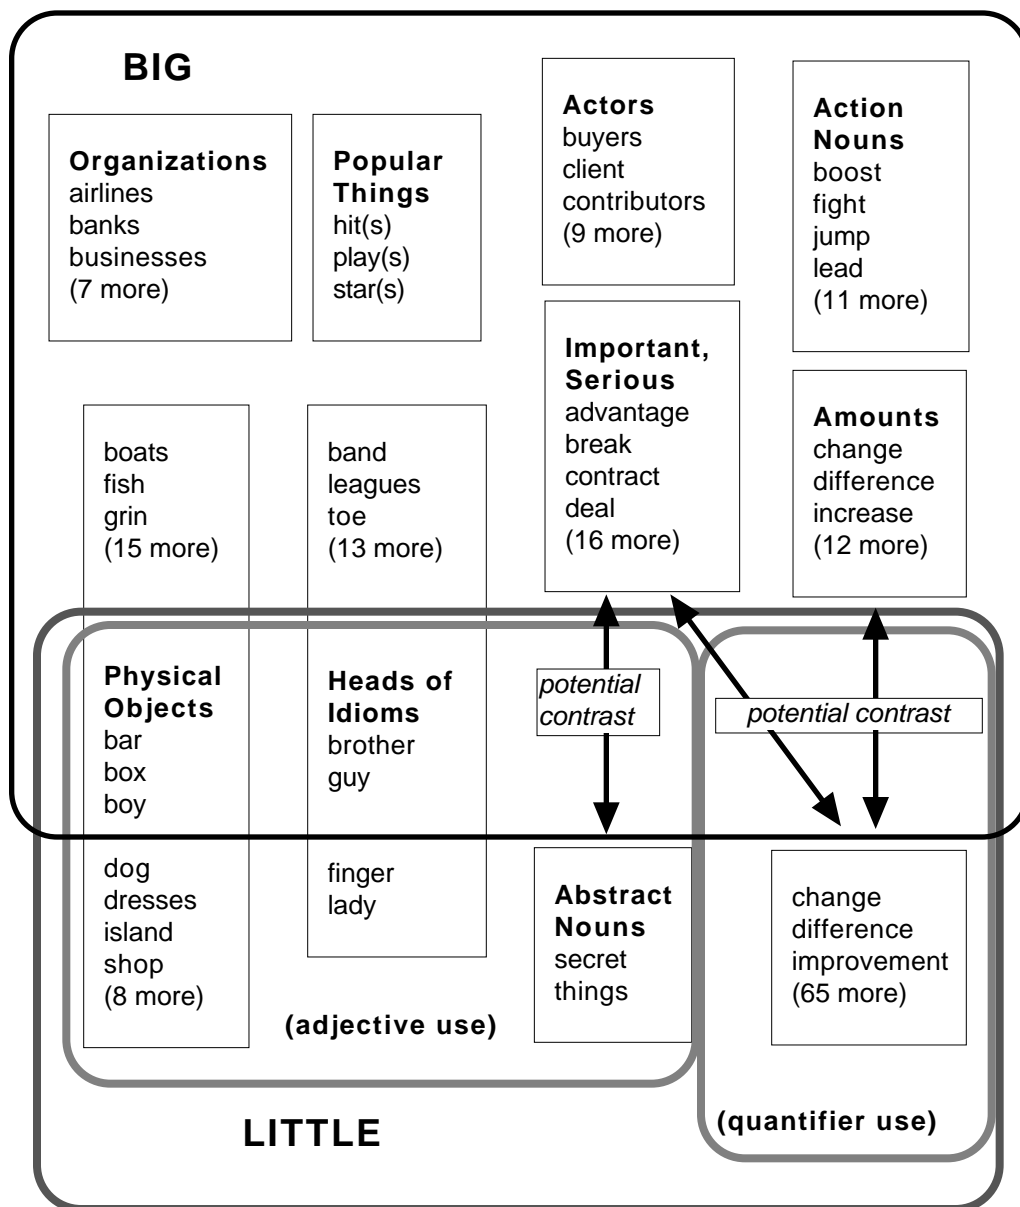 BIG
Organizations
airlines
banks
businesses
(7 more)
Popular
Things
hit(s)
play(s)
star(s)
Actors
buyers
client
contributors
(9 more)
Action
Nouns
boost
fight
jump
lead
(11 more)
Important,
Serious
advantage
break
contract
deal
(16 more)
Amounts
change
difference
increase
(12 more)
boats
fish
grin
(15 more)
band
leagues
toe
(13 more)
Physical
Objects
bar
box
boy
dog
dresses
island
shop
(8 more)
Heads of
Idioms
brother
guy
finger
lady
potential
contrast
potential contrast
Abstract
Nouns
secret
things
change
difference
improvement
(65 more)
(adjective use)
(quantifier use)
LITTLE